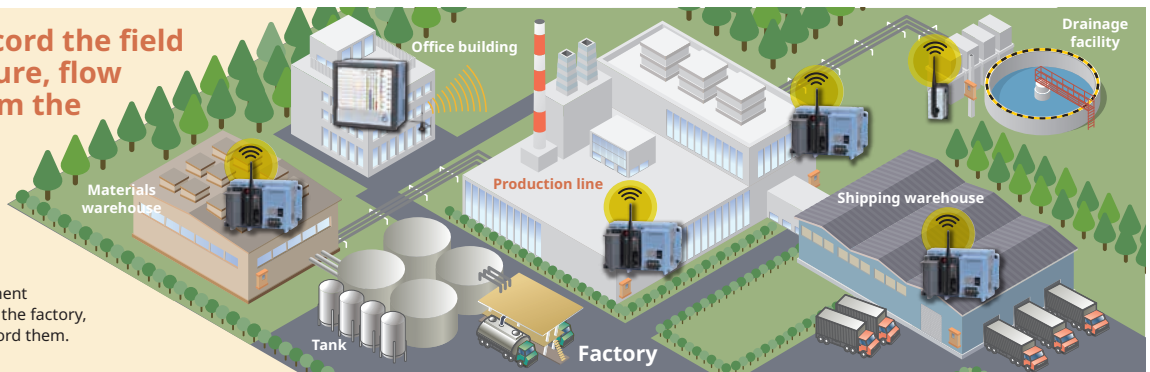 cord the field
ure, flow
m the
Office building
Drainage
facility
Materials
warehouse
Production line
Shipping warehouse
ment
the factory,
ord them.
Tank
Factory